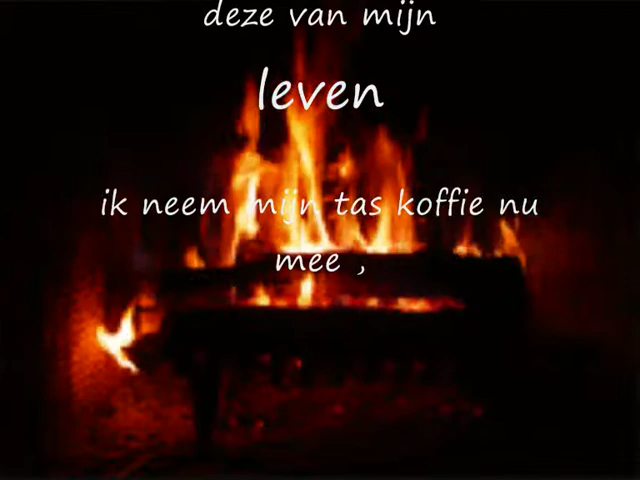 deze van mijn
leven
ik neem mijn tas koffie nu
mee ,